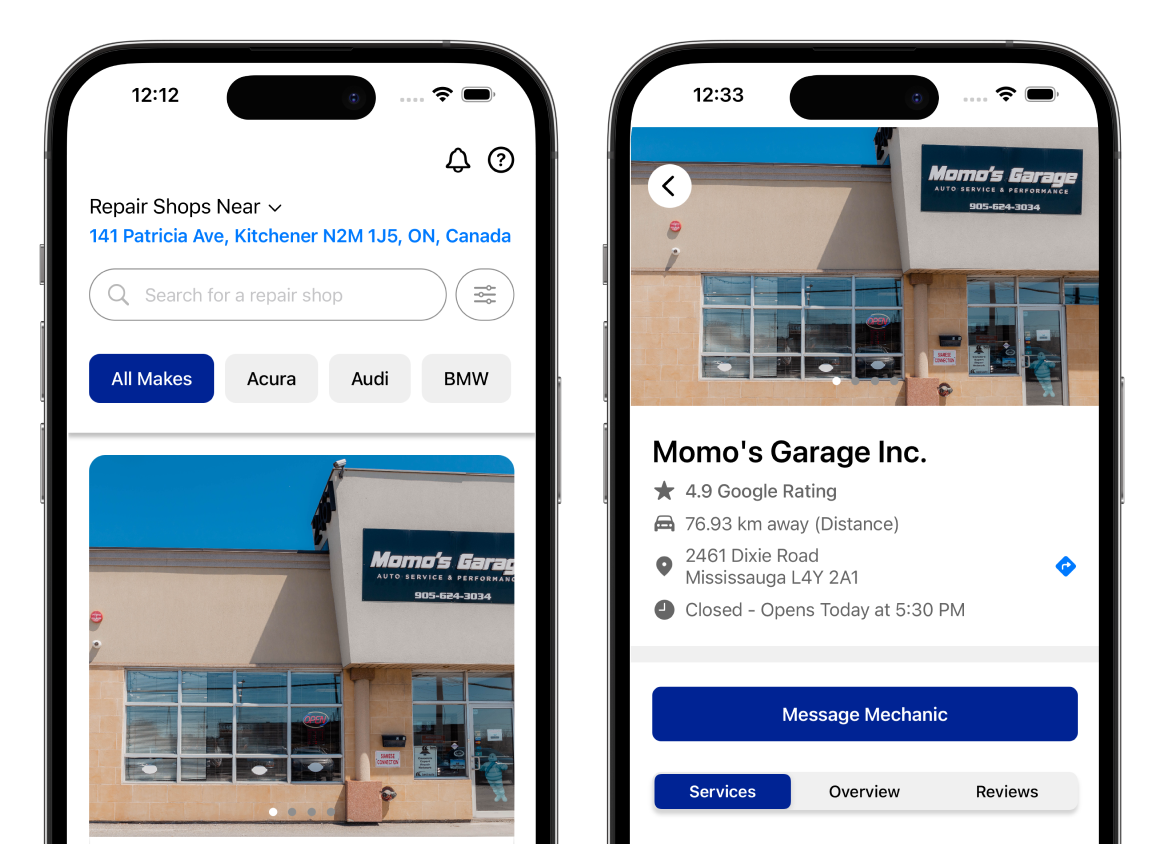 12:12
Repair Shops Near
141 Patricia Ave, Kitchener N2M 1J5, ON, Canada
Search for a repair shop
All Makes
Acura
Audi
BMW
Momo's Garag
AUTO SERVICE & PERFORMANC
905-624-3034
OPEN
SUNRISE
CONNECTION
12:33
Momo's Garage
AUTO SERVICE & PERFORMANCE
905-624-3034
OPEN
Momo's Garage Inc.
4.9 Google Rating
76.93 km away (Distance)
2461 Dixie Road
Mississauga L4Y 2A1
Closed - Opens Today at 5:30 PM
Message Mechanic
Services
Overview
Reviews